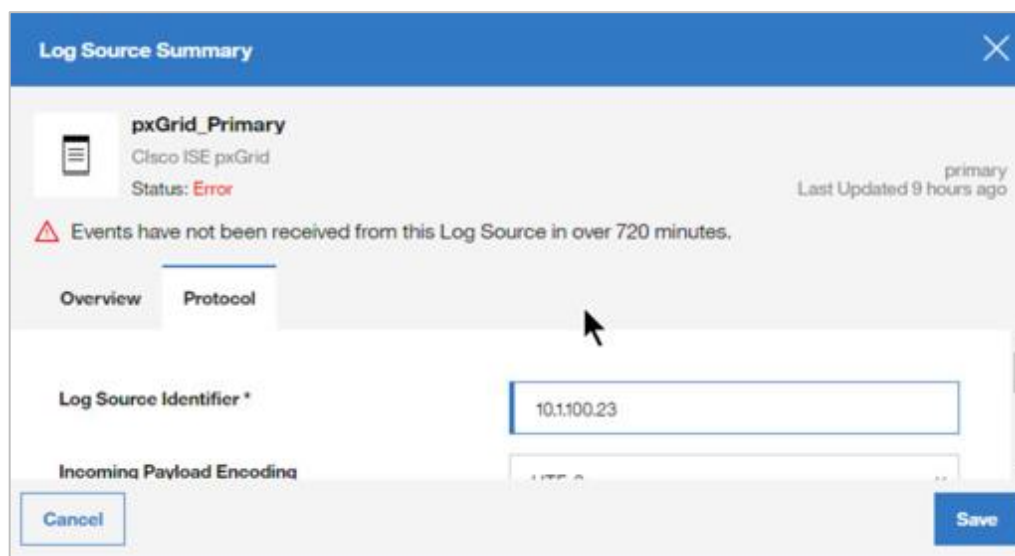 Log Source Summary
pxGrid_Primary
CIsco ISE pxGrid
Status: Error
primary
Last Updated 9 hours ago
Events have not been received from this Log Source in over 720 minutes.
Overview Protocol
Log Source Identifier *
10.1.100.23
Incoming Payload Encoding
Cancel
Save